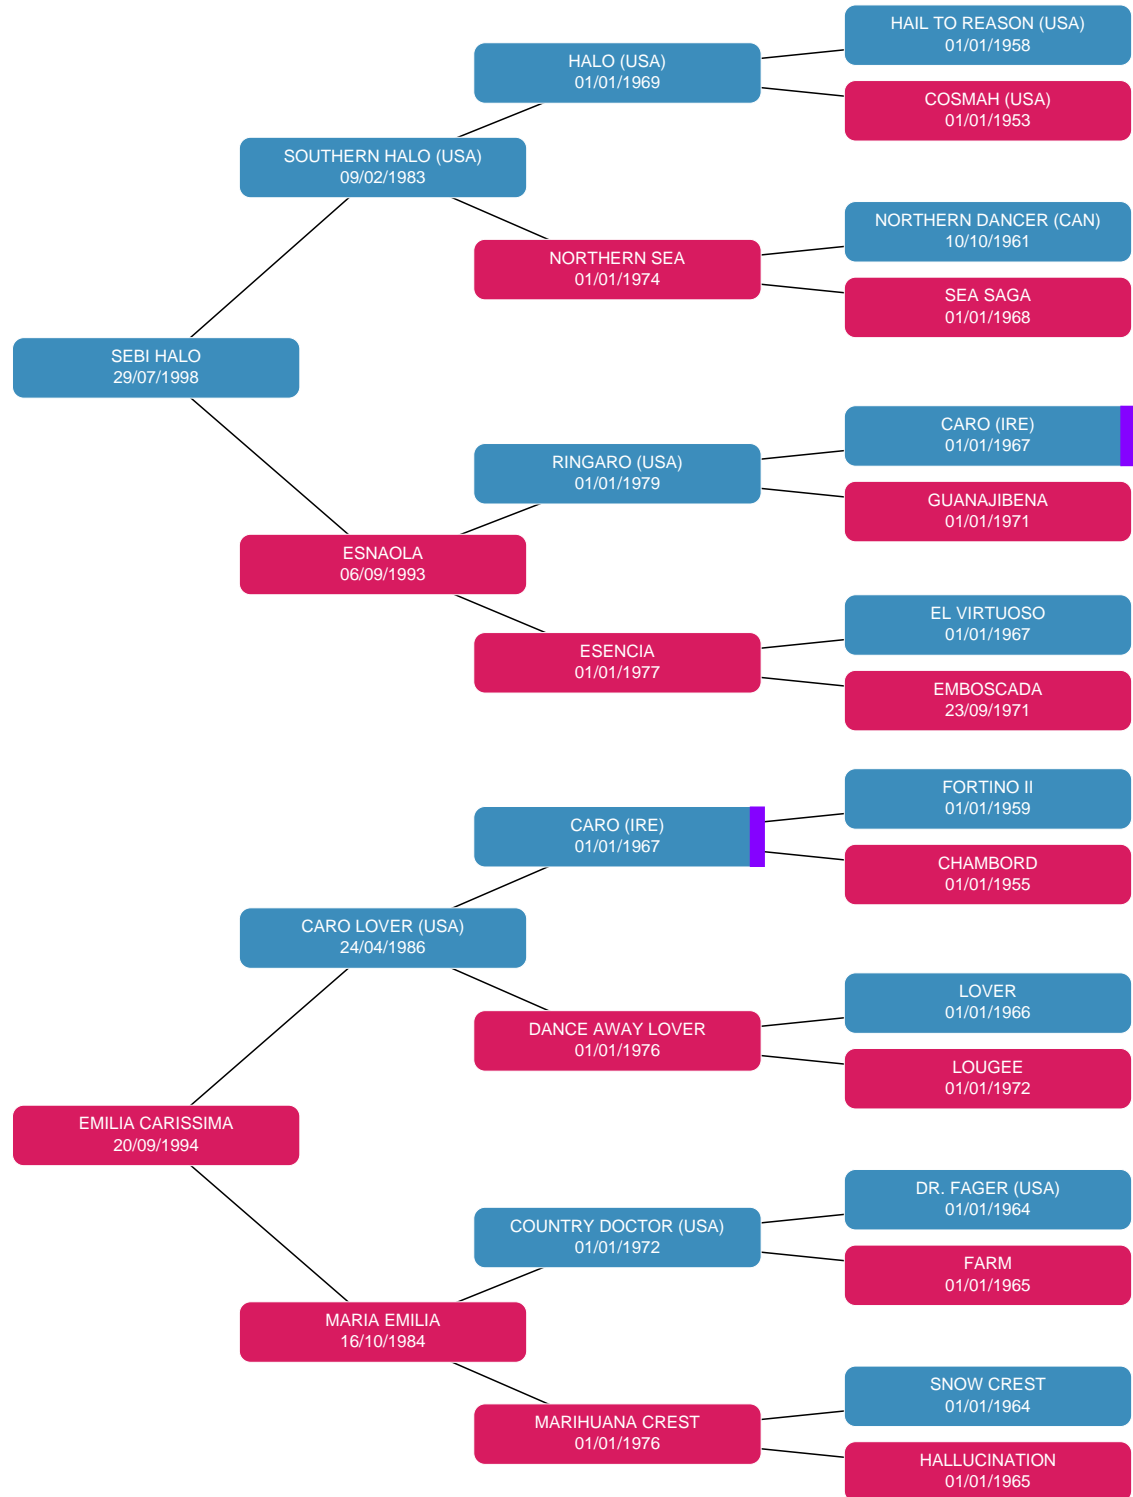 HAIL TO REASON (USA)
01/01/1958
HALO (USA)
01/01/1969
COSMAH (USA)
01/01/1953
SOUTHERN HALO (USA)
09/02/1983
NORTHERN DANCER (CAN)
10/10/1961
NORTHERN SEA
01/01/1974
SEA SAGA
01/01/1968
SEBI HALO
29/07/1998
CARO (IRE)
01/01/1967
RINGARO (USA)
01/01/1979
GUANAJIBENA
01/01/1971
ESNAOLA
06/09/1993
EL VIRTUOSO
01/01/1967
ESENCIA
01/01/1977
EMBOSCADA
23/09/1971
FORTINO II
01/01/1959
CARO (IRE)
01/01/1967
CHAMBORD
01/01/1955
CARO LOVER (USA)
24/04/1986
LOVER
01/01/1966
DANCE AWAY LOVER
01/01/1976
LOUGEE
01/01/1972
EMILIA CARISSIMA
20/09/1994
DR. FAGER (USA)
01/01/1964
COUNTRY DOCTOR (USA)
01/01/1972
FARM
01/01/1965
MARIA EMILIA
16/10/1984
SNOW CREST
01/01/1964
MARIHUANA CREST
01/01/1976
HALLUCINATION
01/01/1965